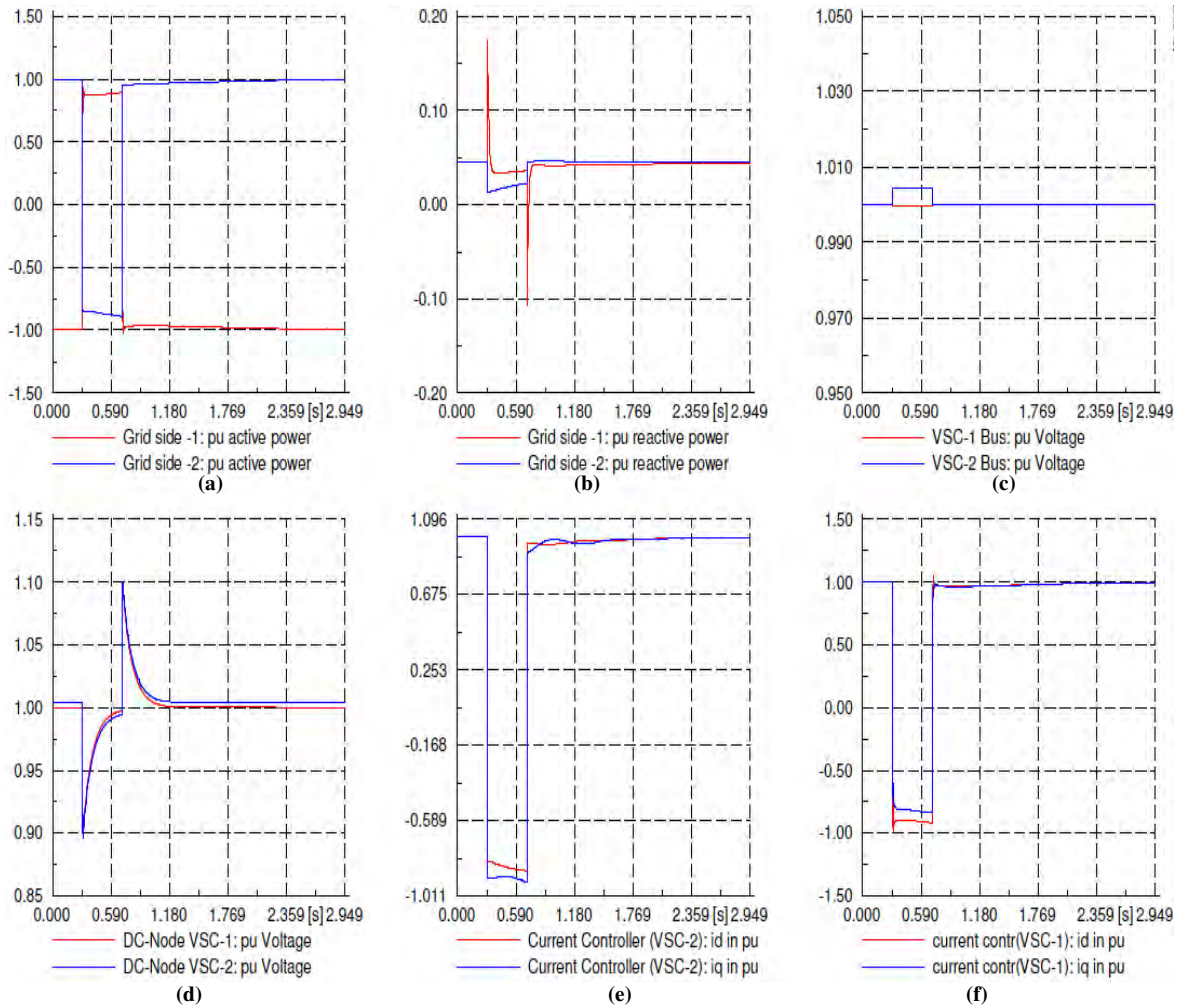 1.50 0.20 1.050
1.00 0.10 1.030
0.50 1.010
0.00 0.00 0.990
-0.50 -0.10 0.970
-1.00
-1.50 -0.20 0.950
0.000 0.590 1.180 1.769 2.359 [s] 2.949 0.000 0.590 1.180 1.769 2.359 [s] 2.949 0.000 0.590 1.180 1.769 2.359 [s] 2.949
Grid side -1: pu active power Grid side -1: pu reactive power VSC-1 Bus: pu Voltage
Grid side -2: pu active power Grid side -2: pu reactive power VSC-2 Bus: pu Voltage
(a) (b) (c)
1.15 1.096 1.50
1.10 0.675 1.00
1.05 0.253 0.50
1.00 -0.168 0.00
0.95 -0.589 -0.50
0.90 -1.00
0.85 -1.011 -1.50
0.000 0.590 1.180 1.769 2.359 [s] 2.949 0.000 0.590 1.180 1.769 2.359 [s] 2.949 0.000 0.590 1.180 1.769 2.359 [s] 2.949
DC-Node VSC-1: pu Voltage Current Controller (VSC-2): id in pu current contr(VSC-1): id in pu
DC-Node VSC-2: pu Voltage Current Controller (VSC-2): iq in pu current contr(VSC-1): iq in pu
(d) (e) (f)